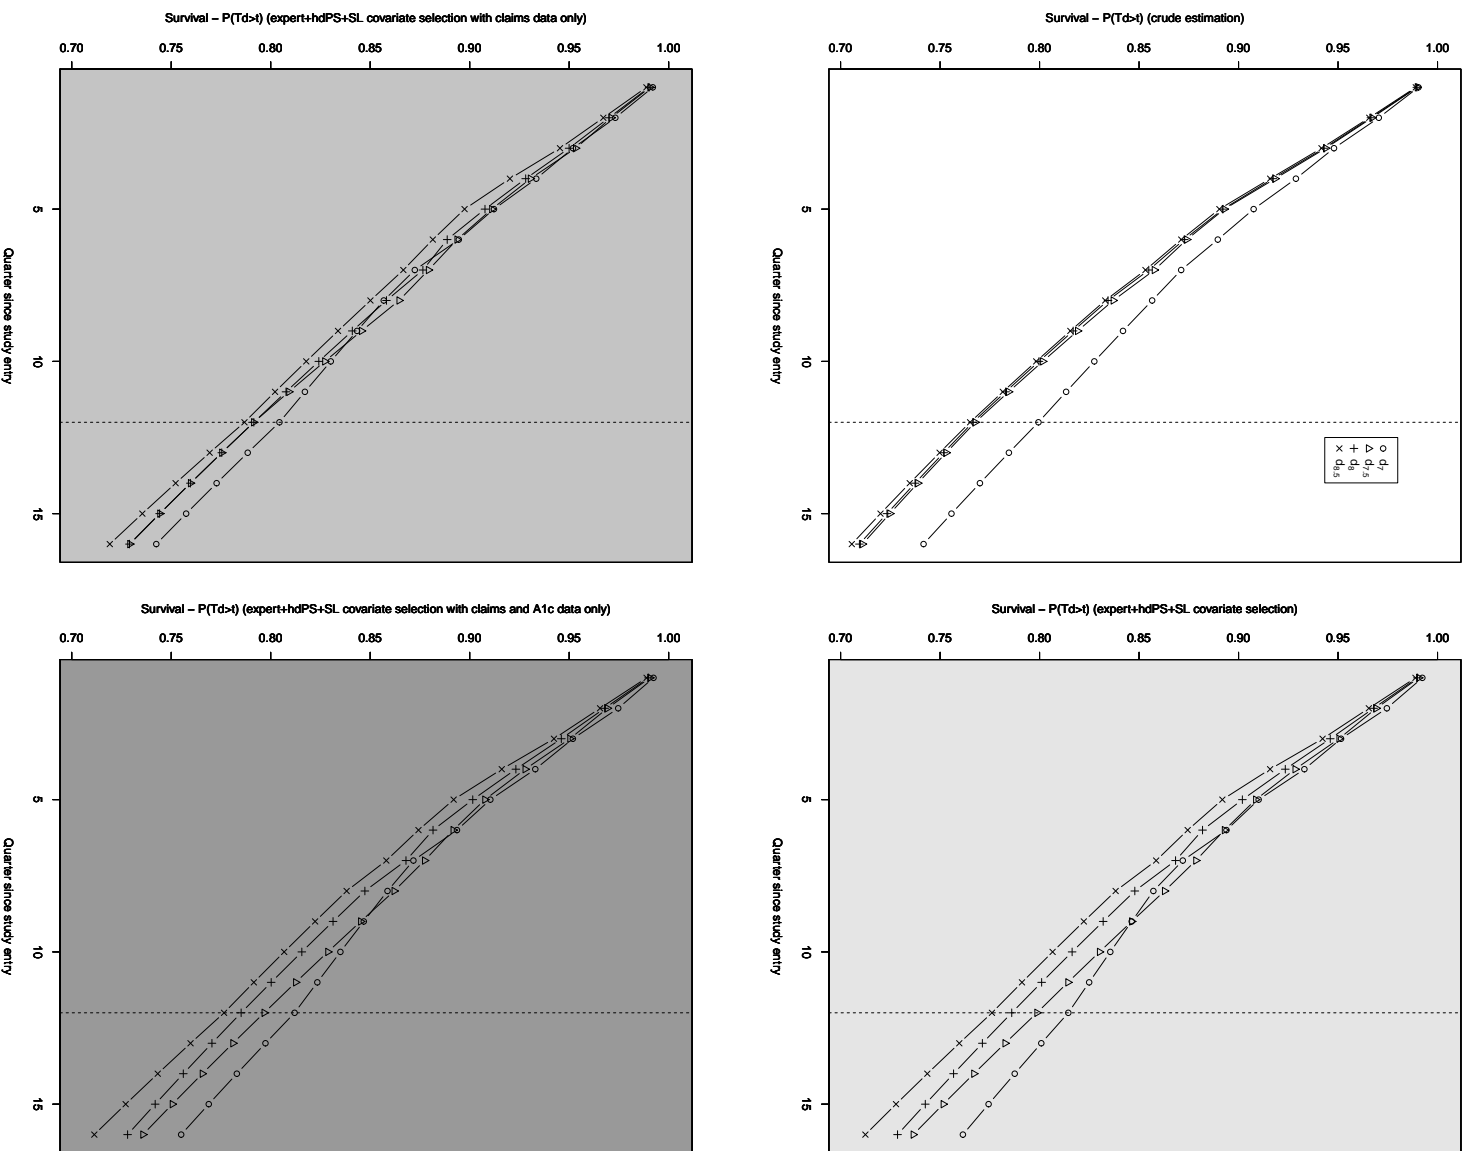 Survival – P(Td>t) (expert+hdPS+SL covariate selection with claims data only)
0.70 0.75 0.80 0.85 0.90 0.95 1.00
5
10
15
Quarter since study entry
Survival – P(Td>t) (crude estimation)
0.70 0.75 0.80 0.85 0.90 0.95 1.00
5
10
15
Quarter since study entry
d7
d7.5
d8
d8.5
Survival – P(Td>t) (expert+hdPS+SL covariate selection with claims and A1c data only)
0.70 0.75 0.80 0.85 0.90 0.95 1.00
5
10
15
Quarter since study entry
Survival – P(Td>t) (expert+hdPS+SL covariate selection)
0.70 0.75 0.80 0.85 0.90 0.95 1.00
5
10
15
Quarter since study entry